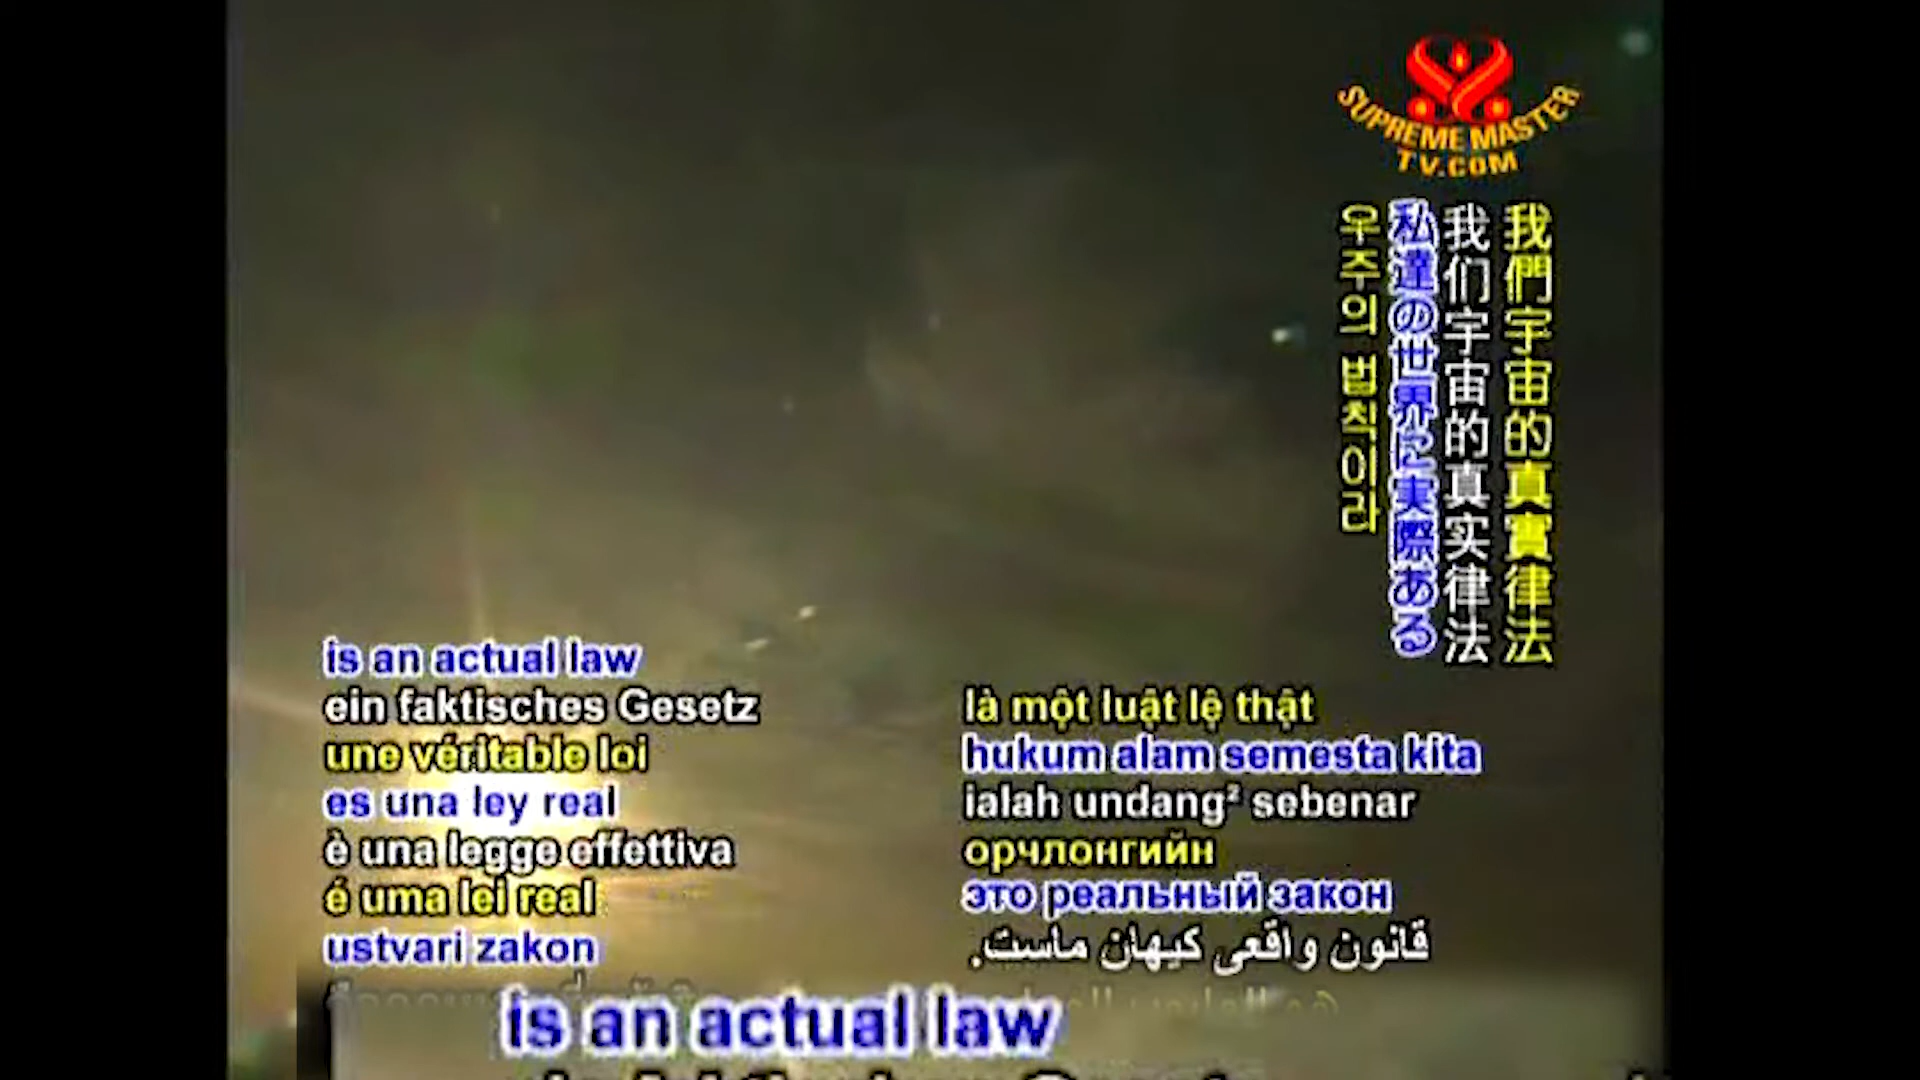 SUPREME MASTER
TV.COM
我們宇宙的真實律法
我们宇宙的真实律法
私達の世界に実際ある
우주의 법칙이라
is an actual law
ein faktisches Gesetz
une véritable loi
es una ley real
è una legge effettiva
é uma lei real
ustvari zakon
là một luật lệ thật
hukum alam semesta kita
ialah undang² sebenar
орчлонгийн
это реальный закон
قانون واقعی کیهان ماست.
is an actual law